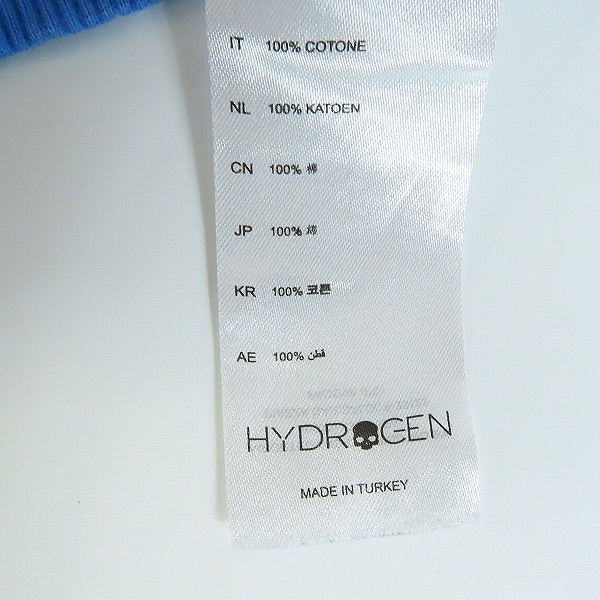 IT 100% COTONE
NL 100% KATOEN
CN 100% 棉
JP 100% 綿
KR 100% 코튼
AE 100% قطن
HYDROGEN
MADE IN TURKEY